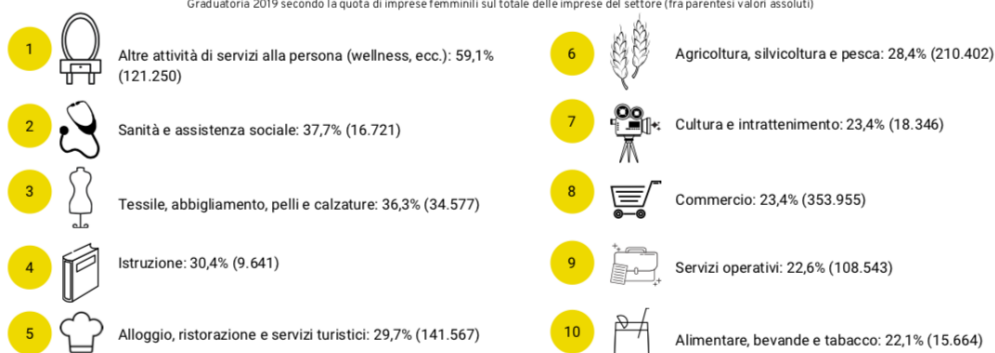 Graduatoria 2019 secondo la quota di imprese femminili sul totale delle imprese del settore (fra parentesi valori assoluti)
1
Altre attività di servizi alla persona (wellness, ecc.): 59,1%
(121.250)
2
Sanità e assistenza sociale: 37,7% (16.721)
3
Tessile, abbigliamento, pelli e calzature: 36,3% (34.577)
4
Istruzione: 30,4% (9.641)
5
Alloggio, ristorazione e servizi turistici: 29,7% (141.567)
6
Agricoltura, silvicoltura e pesca: 28,4% (210.402)
7
Cultura e intrattenimento: 23,4% (18.346)
8
Commercio: 23,4% (353.955)
9
Servizi operativi: 22,6% (108.543)
10
Alimentare, bevande e tabacco: 22,1% (15.664)